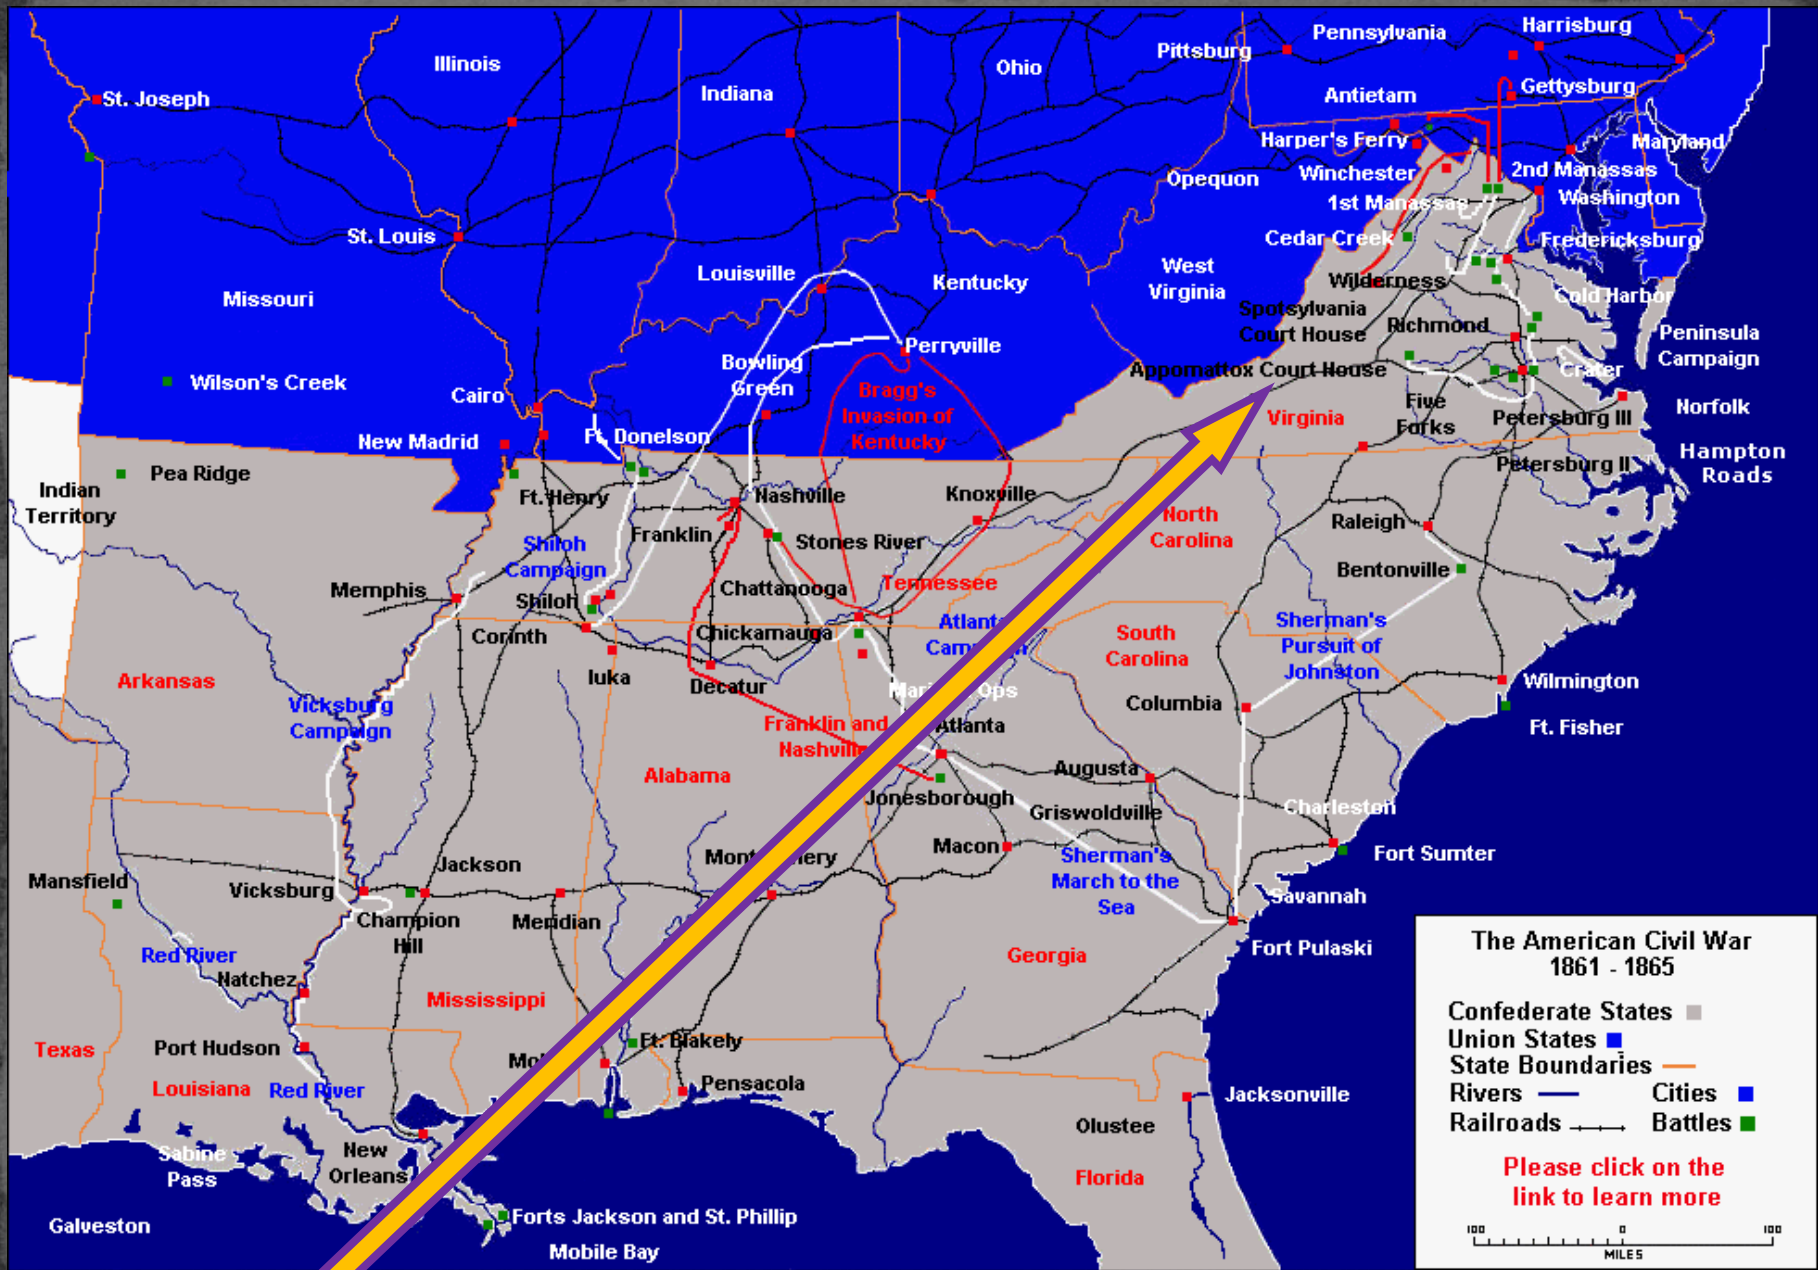 Pennsylvania
Harrisburg
Pittsburg
Illinois
Ohio
Indiana
Gettysburg
St. Joseph
Antietam
Harper's Ferry
Maryland
Winchester
2nd Manassas
Opequon
Washington
1st Manassas
St. Louis
Cedar Creek
Fredericksburg
Louisville
West
Virginia
Kentucky
Wilderness
Missouri
Cold Harbor
Spotsylvania
Court House
Richmond
Peninsula
Campaign
Perryville
Bowling
Green
Appomattox Court House
Crater
Wilson's Creek
Cairo
Bragg's
Invasion of
Kentucky
Five
Forks
Norfolk
Virginia
Petersburg III
New Madrid
Ft. Donelson
Hampton
Roads
Petersburg II
Pea Ridge
Indian
Territory
Ft. Henry
Nashville
Knoxville
North
Carolina
Raleigh
Franklin
Stones River
Shiloh
Campaign
Bentonville
Tennessee
Chattanooga
Memphis
Shiloh
Atlanta
Sherman's
Pursuit of
Johnston
Chickamauga
Corinth
South
Carolina
Iuka
Decatur
Arkansas
Wilmington
Ops
Vicksburg
Campaign
Columbia
Franklin and
Nashville
Atlanta
Ft. Fisher
Alabama
Augusta
Jonesborough
Griswoldville
Charleston
Macon
Fort Sumter
Jackson
Sherman's
March to the
Sea
Mansfield
Vicksburg
Savannah
Champion
Hill
Meridian
Fort Pulaski
Red River
Georgia
Natchez
Mississippi
Ft. Blakely
Texas
Port Hudson
Pensacola
Louisiana
Red River
Jacksonville
Olustee
New
Orleans
Sabine
Pass
Florida
Galveston
Forts Jackson and St. Phillip
Mobile Bay
The American Civil War
1861 - 1865
Confederate States
Union States
State Boundaries
Rivers
Cities
Railroads
Battles
Please click on the
link to learn more
100 0 100
MILES